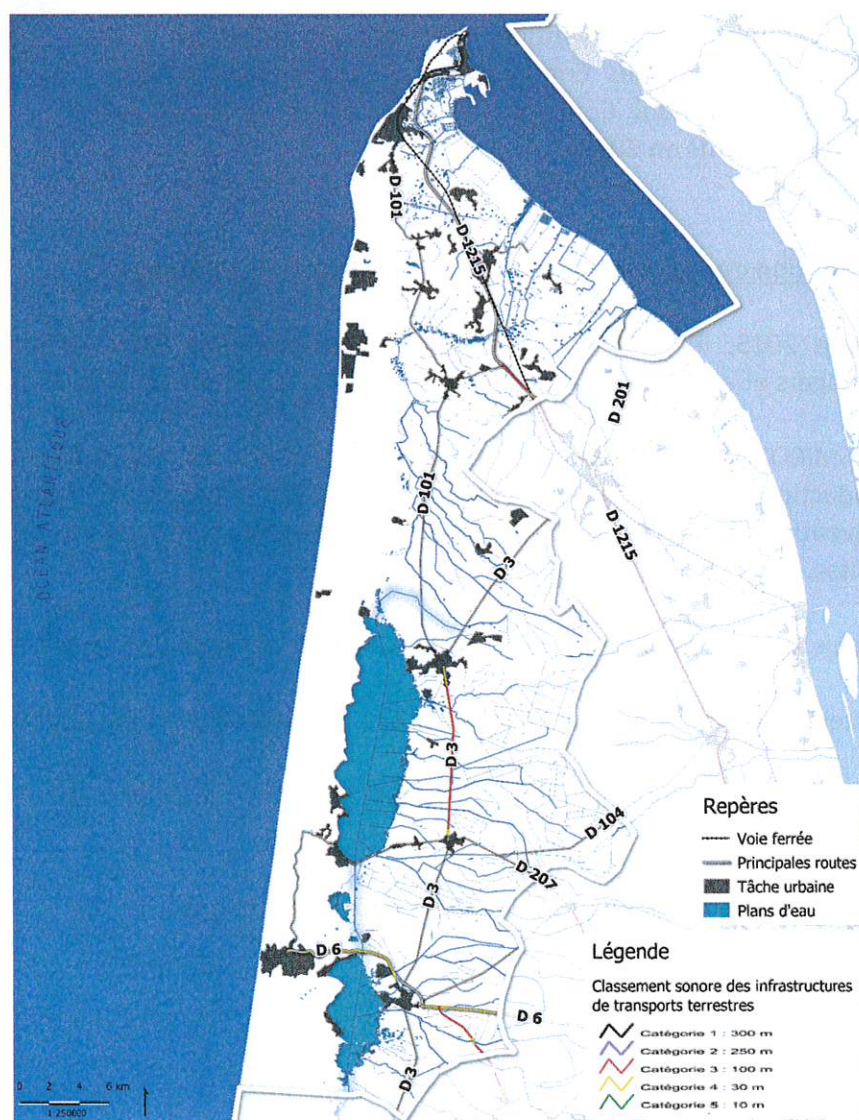 D 101
D 1215
D 201
OCÉAN ATLANTIQUE
D 101
D 1215
D 3
D 3
D 104
D 207
D 3
D 6
D 6
D 3
Repères
Voie ferrée
Principales routes
Tâche urbaine
Plans d'eau
Légende
Classement sonore des infrastructures
de transports terrestres
Catégorie 1 : 300 m
Catégorie 2 : 250 m
Catégorie 3 : 100 m
Catégorie 4 : 30 m
Catégorie 5 : 10 m
0 2 4 6 km
1:250000